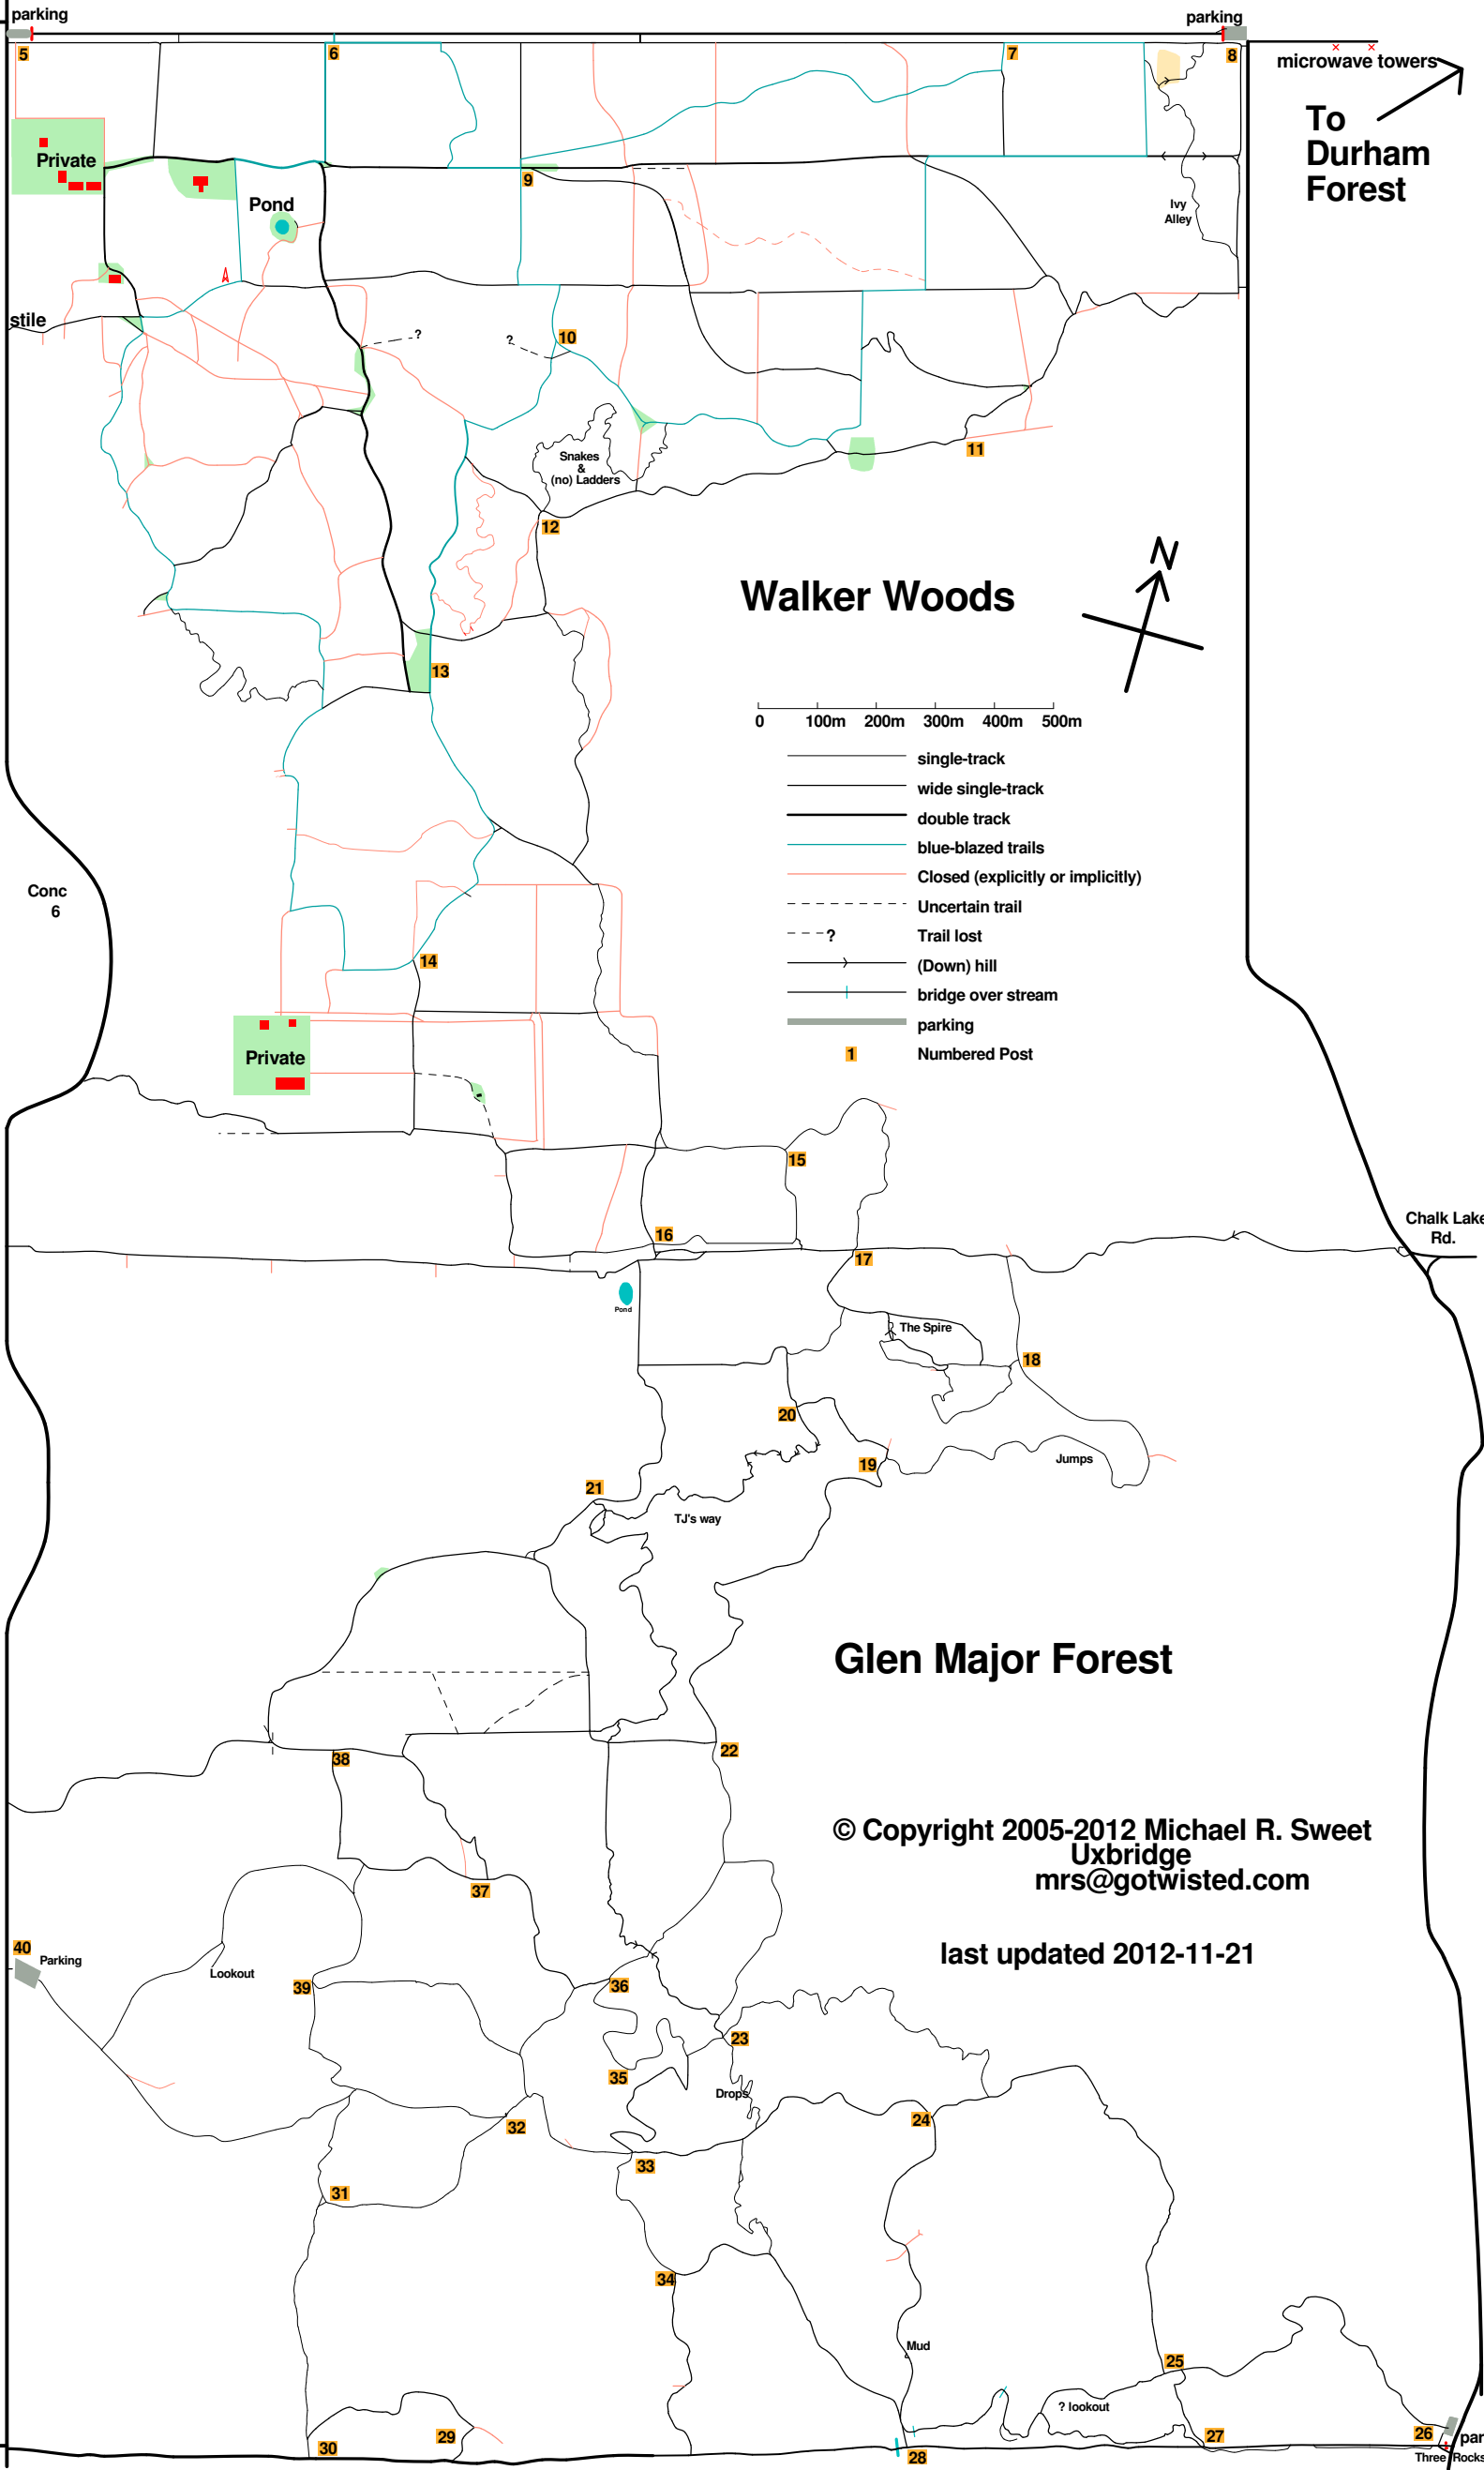 parking
parking
5
6
7
8
microwave towers
To
Durham
Forest
Private
9
Pond
Ivy
Alley
stile
?
?
10
11
Snakes
&
(no) Ladders
12
N
Walker Woods
13
0 100m 200m 300m 400m 500m
single-track
wide single-track
double track
blue-blazed trails
Closed (explicitly or implicitly)
Uncertain trail
?
Trail lost
(Down) hill
bridge over stream
parking
1
Numbered Post
Conc
6
14
Private
15
16
17
Chalk Lake
Rd.
Pond
The Spire
18
20
19
Jumps
21
TJ's way
Glen Major Forest
22
38
© Copyright 2005-2012 Michael R. Sweet
Uxbridge
mrs@gotwisted.com
37
last updated 2012-11-21
40
Parking
Lookout
39
36
23
35
Drops
24
32
33
31
34
Mud
25
? lookout
29
30
28
27
26
par
Three Rocks